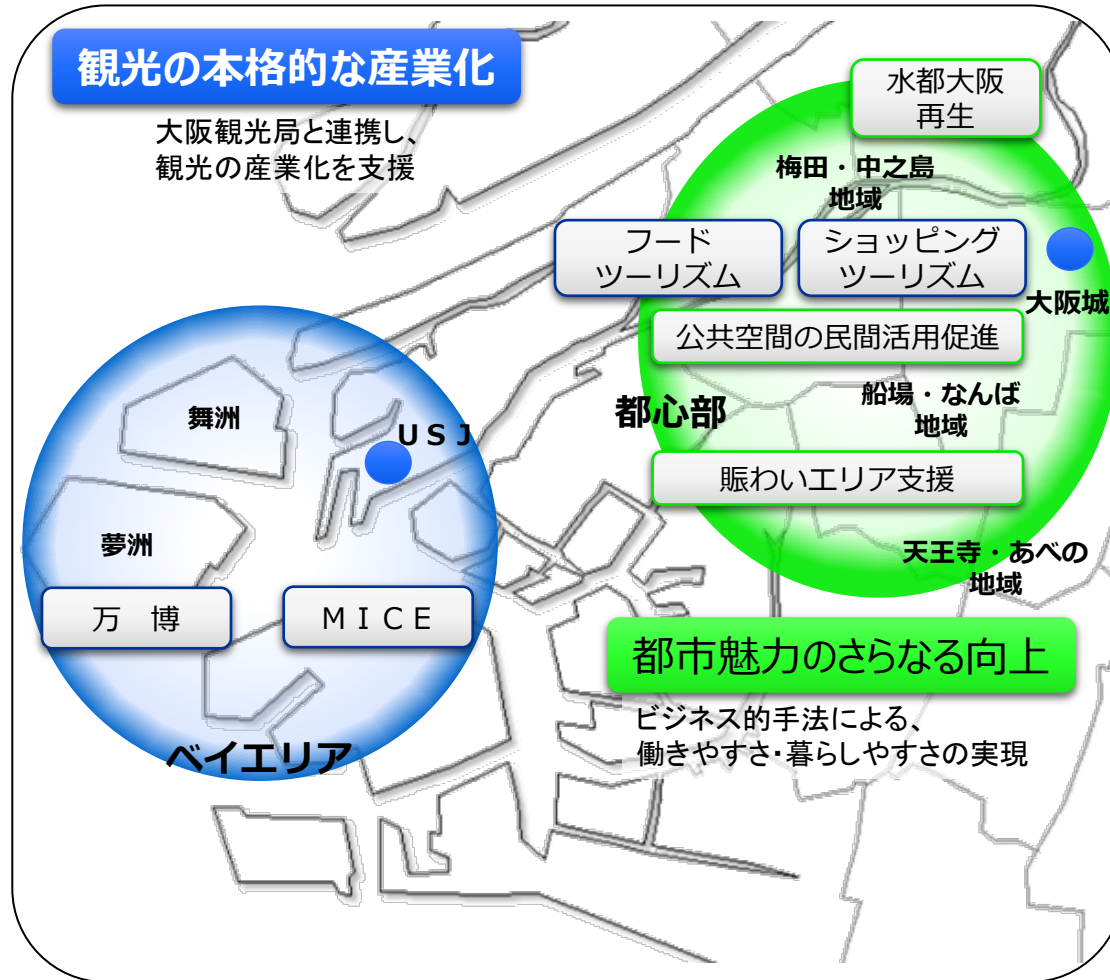 観光の本格的な産業化
大阪観光局と連携し、
観光の産業化を支援
水都大阪
再生
梅田・中之島
地域
フード
ツーリズム
ショッピング
ツーリズム
大阪城
公共空間の民間活用促進
都心部
船場・なんば
地域
賑わいエリア支援
天王寺・あべの
地域
舞洲
ＵＳＪ
夢洲
万　博
ＭＩＣＥ
ベイエリア
都市魅力のさらなる向上
ビジネス的手法による、
働きやすさ・暮らしやすさの実現